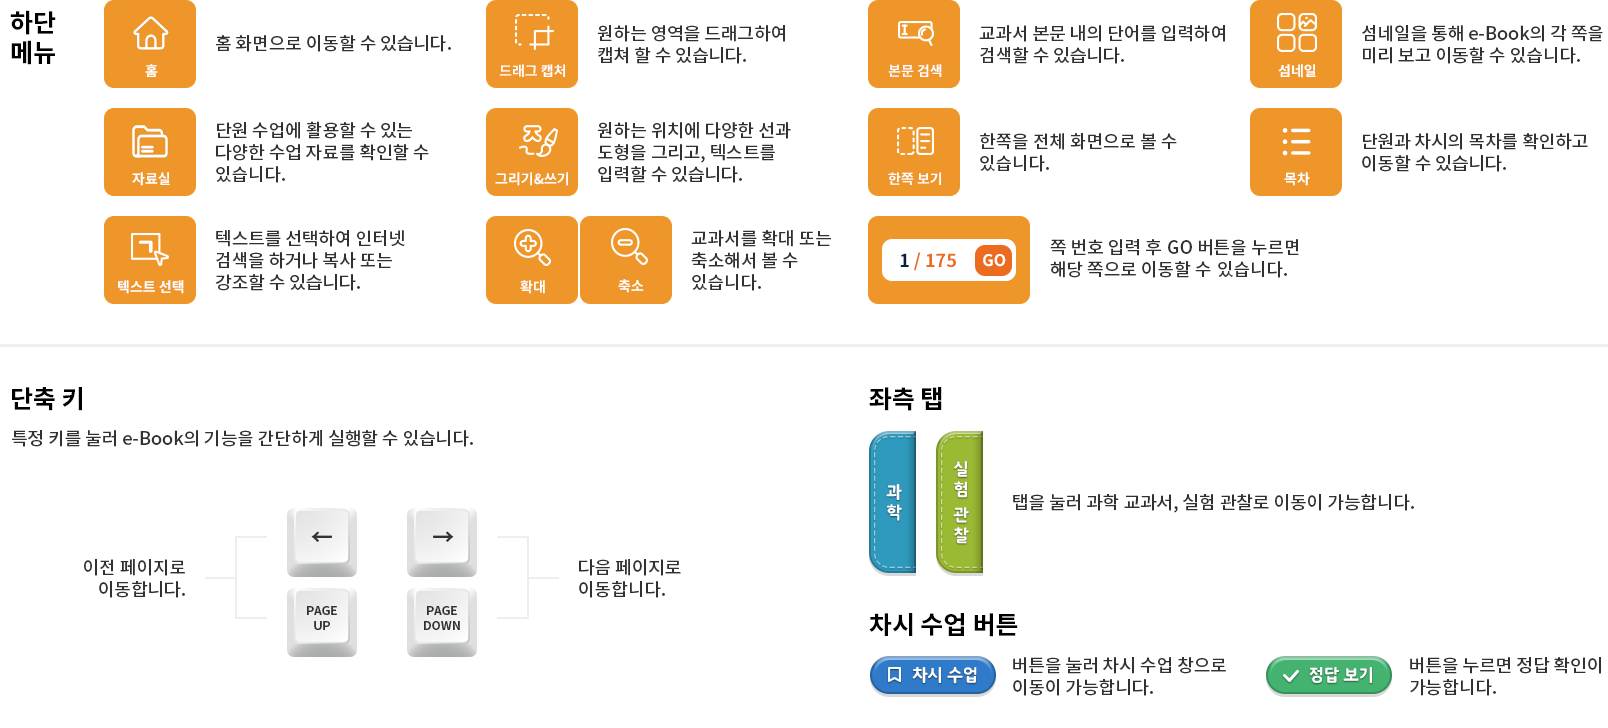 하단
메뉴
홈
홈 화면으로 이동할 수 있습니다.
드래그 캡처
원하는 영역을 드래그하여
캡쳐 할 수 있습니다.
본문 검색
교과서 본문 내의 단어를 입력하여
검색할 수 있습니다.
섬네일
섬네일을 통해 e-Book의 각 쪽을
미리 보고 이동할 수 있습니다.
자료실
단원 수업에 활용할 수 있는
다양한 수업 자료를 확인할 수
있습니다.
그리기&쓰기
원하는 위치에 다양한 선과
도형을 그리고, 텍스트를
입력할 수 있습니다.
한쪽 보기
한쪽을 전체 화면으로 볼 수
있습니다.
목차
단원과 차시의 목차를 확인하고
이동할 수 있습니다.
텍스트 선택
텍스트를 선택하여 인터넷
검색을 하거나 복사 또는
강조할 수 있습니다.
확대
축소
교과서를 확대 또는
축소해서 볼 수
있습니다.
1 / 175 GO
쪽 번호 입력 후 GO 버튼을 누르면
해당 쪽으로 이동할 수 있습니다.
단축 키
특정 키를 눌러 e-Book의 기능을 간단하게 실행할 수 있습니다.
이전 페이지로
이동합니다.
←
→
PAGE
UP
PAGE
DOWN
다음 페이지로
이동합니다.
좌측 탭
과
학
실
험
관
찰
탭을 눌러 과학 교과서, 실험 관찰로 이동이 가능합니다.
차시 수업 버튼
차시 수업
버튼을 눌러 차시 수업 창으로
이동이 가능합니다.
정답 보기
버튼을 누르면 정답 확인이
가능합니다.